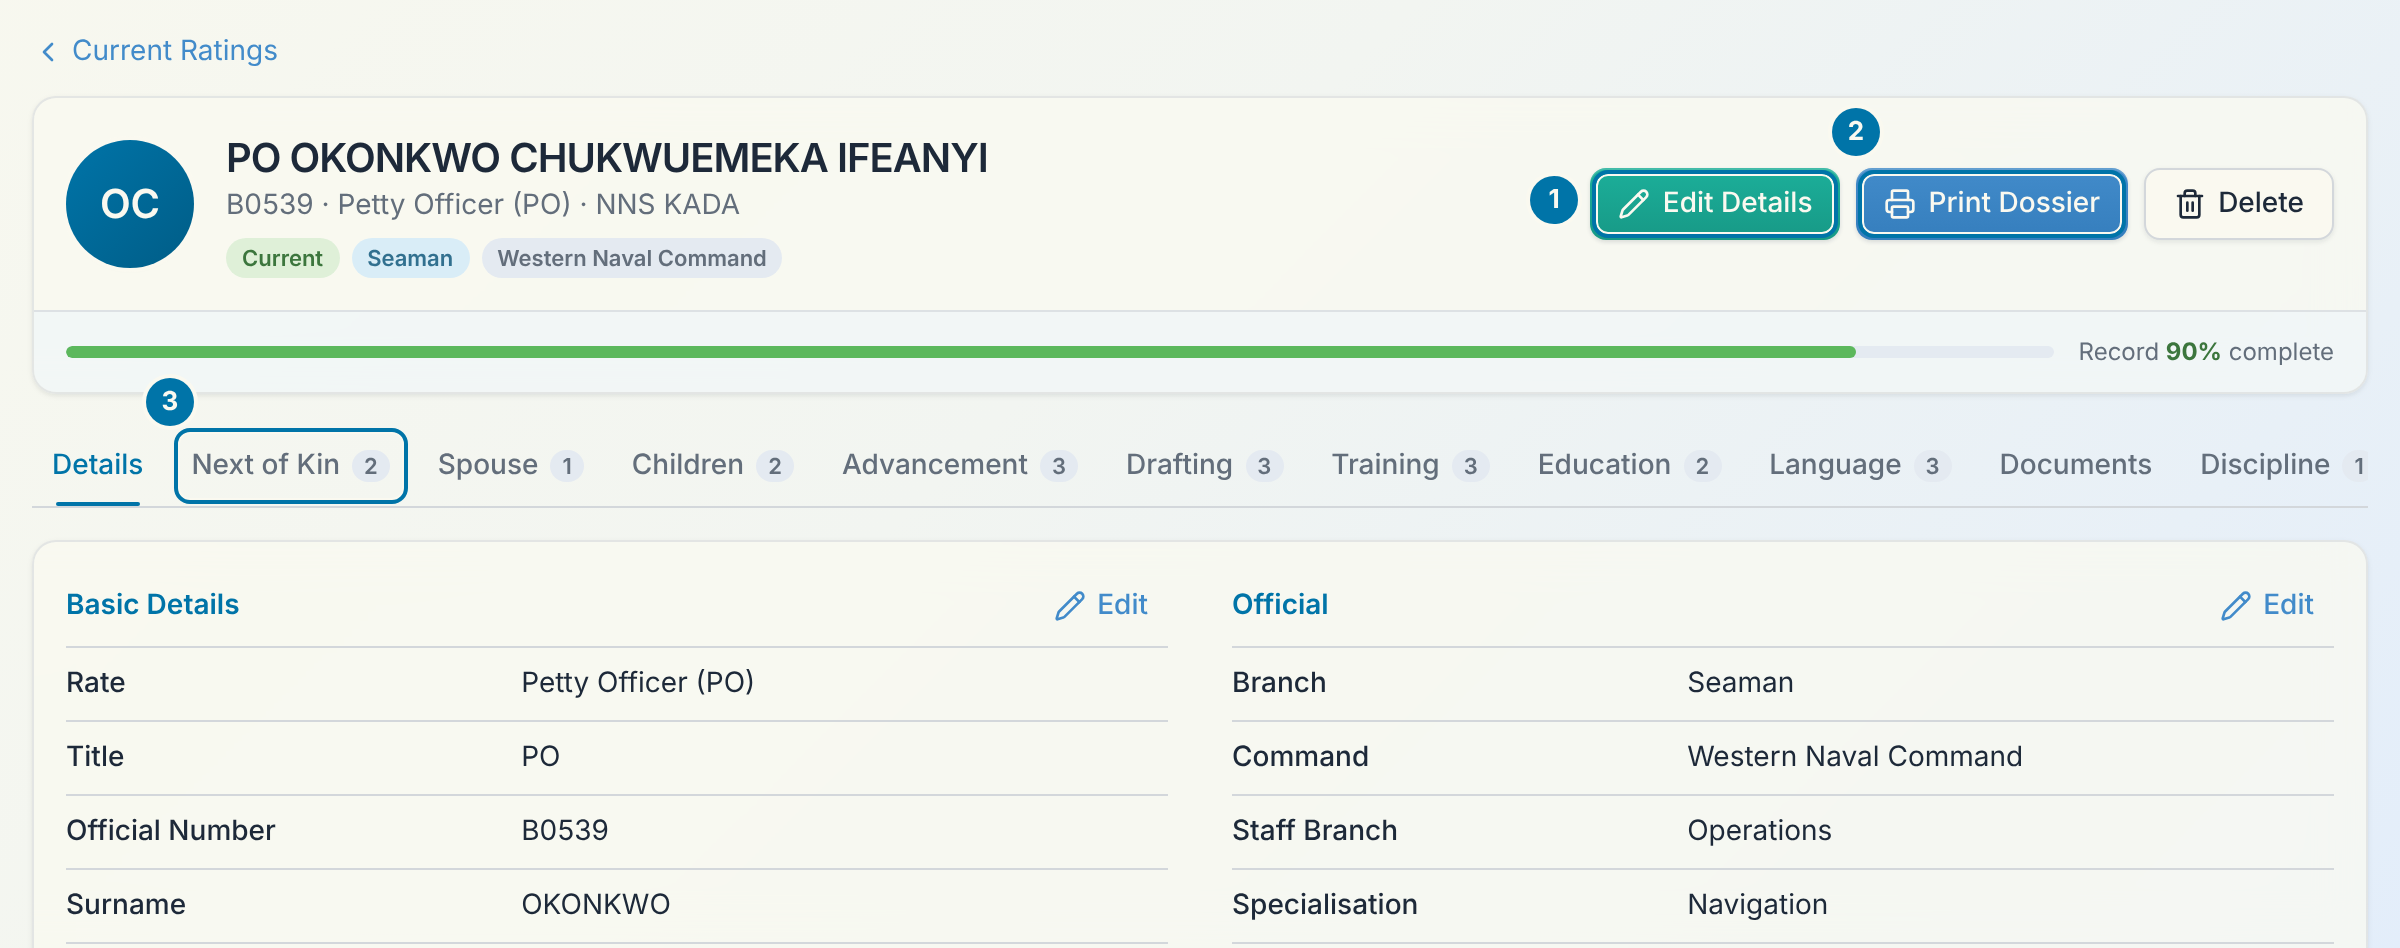 Current Ratings
2
OC
PO OKONKWO CHUKWUEMEKA IFEANYI
B0539 · Petty Officer (PO) · NNS KADA
Current Seaman Western Naval Command
1 Edit Details Print Dossier Delete
Record 90% complete
3
Details Next of Kin 2 Spouse 1 Children 2 Advancement 3 Drafting 3 Training 3 Education 2 Language 3 Documents Discipline 1
Basic Details Edit
Rate Petty Officer (PO)
Title PO
Official Number B0539
Surname OKONKWO
Official Edit
Branch Seaman
Command Western Naval Command
Staff Branch Operations
Specialisation Navigation